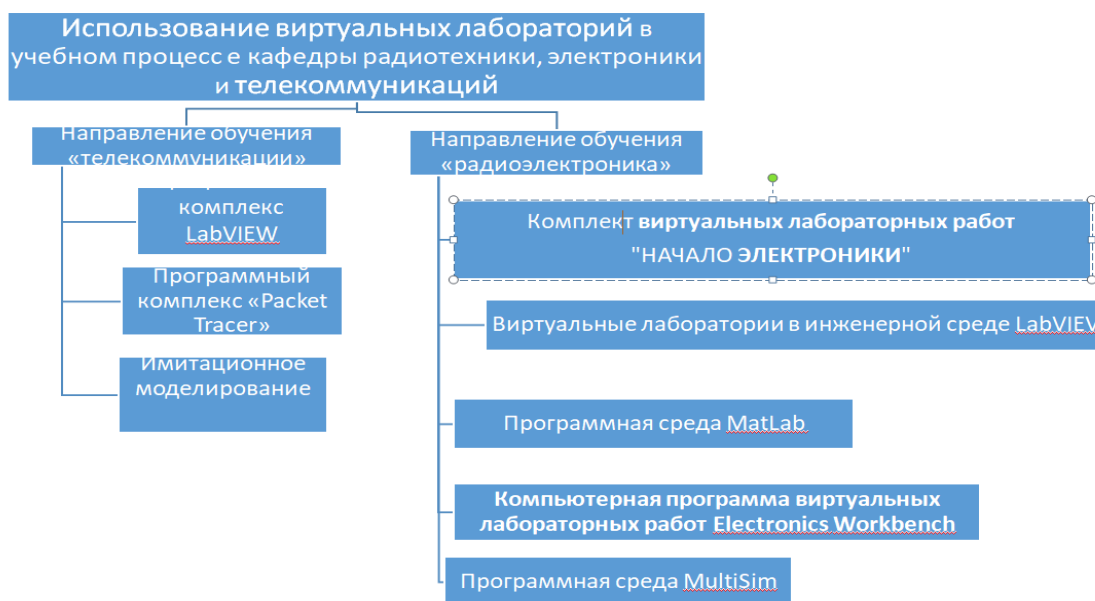 Использование виртуальных лабораторий в
учебном процесс е кафедры радиотехники, электроники
и телекоммуникаций
Направление обучения
«телекоммуникации»
комплекс
LabVIEW
Программный
комплекс «Packet
Tracer»
Имитационное
моделирование
Направление обучения
«радиоэлектроника»
Комплект виртуальных лабораторных работ
"НАЧАЛО ЭЛЕКТРОНИКИ"
Виртуальные лаборатории в инженерной среде LabVIEV
Программная среда MatLab
Компьютерная программа виртуальных
лабораторных работ Electronics Workbench
Программная среда MultiSim